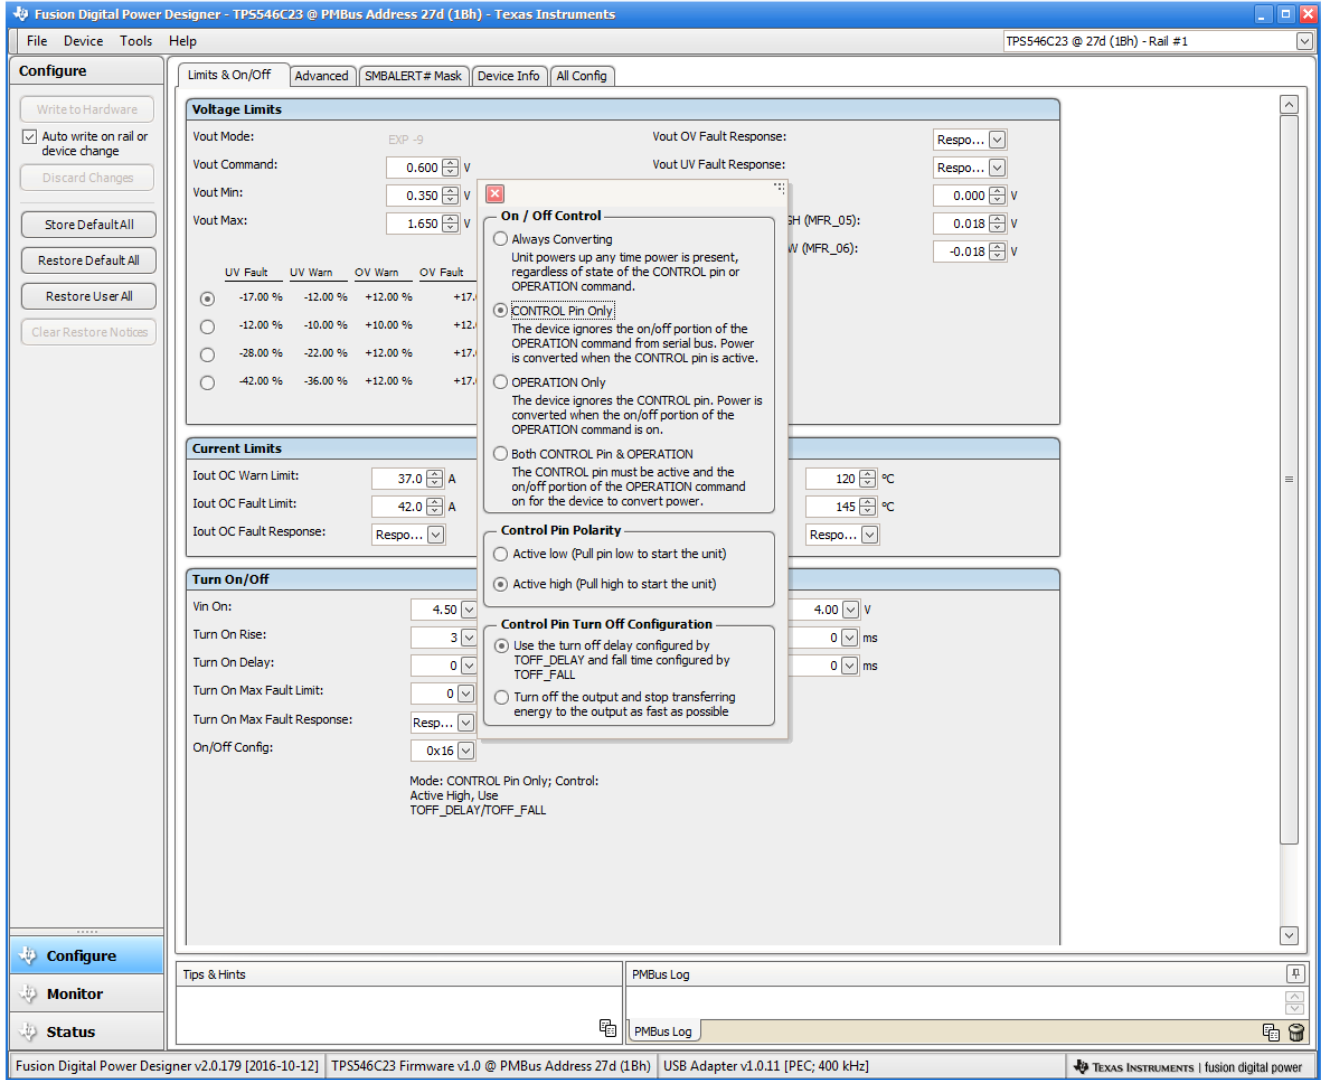 Fusion Digital Power Designer - TPS546C23 @ PMBus Address 27d (1Bh) - Texas Instruments
File Device Tools Help
TPS546C23 @ 27d (1Bh) - Rail #1
Configure
Write to Hardware
Auto write on rail or
device change
Discard Changes
Store Default All
Restore Default All
Restore User All
Clear Restore Notices
Limits & On/Off Advanced SMBALERT# Mask Device Info All Config
Voltage Limits
Vout Mode: EXP -9 Vout OV Fault Response: Respo...
Vout Command: 0.600 V Vout UV Fault Response: Respo...
Vout Min: 0.350 V 0.000 V
Vout Max: 1.650 V GH (MFR_05): 0.018 V
W (MFR_06): -0.018 V
UV Fault UV Warn OV Warn OV Fault
-17.00 % -12.00 % +12.00 % +17.
-12.00 % -10.00 % +10.00 % +12.
-28.00 % -22.00 % +12.00 % +17.
-42.00 % -36.00 % +12.00 % +17.
On / Off Control
Always Converting
Unit powers up any time power is present,
regardless of state of the CONTROL pin or
OPERATION command.
CONTROL Pin Only
The device ignores the on/off portion of the
OPERATION command from serial bus. Power
is converted when the CONTROL pin is active.
OPERATION Only
The device ignores the CONTROL pin. Power is
converted when the on/off portion of the
OPERATION command is on.
Both CONTROL Pin & OPERATION
The CONTROL pin must be active and the
on/off portion of the OPERATION command
on for the device to convert power.
Control Pin Polarity
Active low (Pull pin low to start the unit)
Active high (Pull high to start the unit)
Control Pin Turn Off Configuration
Use the turn off delay configured by
TOFF_DELAY and fall time configured by
TOFF_FALL
Turn off the output and stop transferring
energy to the output as fast as possible
Current Limits
Iout OC Warn Limit: 37.0 A 120 ºC
Iout OC Fault Limit: 42.0 A 145 ºC
Iout OC Fault Response: Respo... Respo...
Turn On/Off
Vin On: 4.50 4.00 V
Turn On Rise: 3 0 ms
Turn On Delay: 0 0 ms
Turn On Max Fault Limit: 0
Turn On Max Fault Response: Resp...
On/Off Config: 0x16
Mode: CONTROL Pin Only; Control:
Active High, Use
TOFF_DELAY/TOFF_FALL
Configure
Monitor
Status
Tips & Hints
PMBus Log
PMBus Log
Fusion Digital Power Designer v2.0.179 [2016-10-12] TPS546C23 Firmware v1.0 @ PMBus Address 27d (1Bh) USB Adapter v1.0.11 [PEC; 400 kHz] TEXAS INSTRUMENTS | fusion digital power